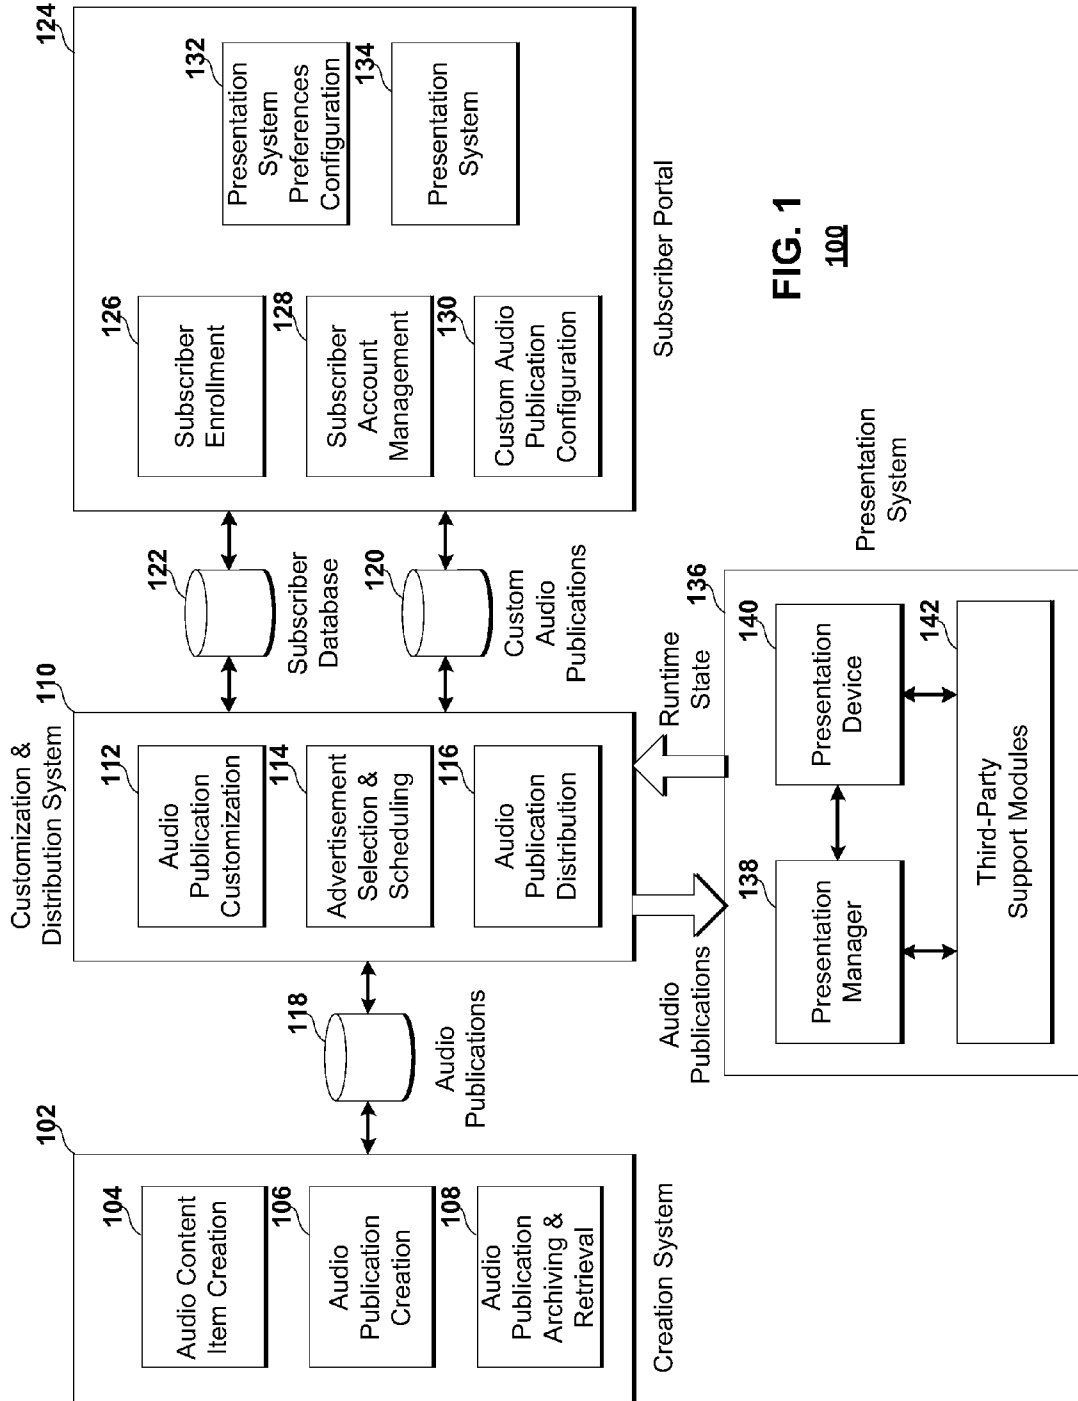 102
104
Audio Content
Item Creation
106
Audio
Publication
Creation
108
Audio
Publication
Archiving &
Retrieval
Creation System
118
Audio
Publications
Customization &
Distribution System
110
112
Audio
Publication
Customization
114
Advertisement
Selection &
Scheduling
116
Audio
Publication
Distribution
122
Subscriber
Database
120
Custom
Audio
Publications
124
126
Subscriber
Enrollment
128
Subscriber
Account
Management
130
Custom Audio
Publication
Configuration
132
Presentation
System
Preferences
Configuration
134
Presentation
System
Subscriber Portal
Audio
Publications
Runtime
State
136
138
Presentation
Manager
140
Presentation
Device
142
Third-Party
Support Modules
Presentation
System
FIG. 1
100